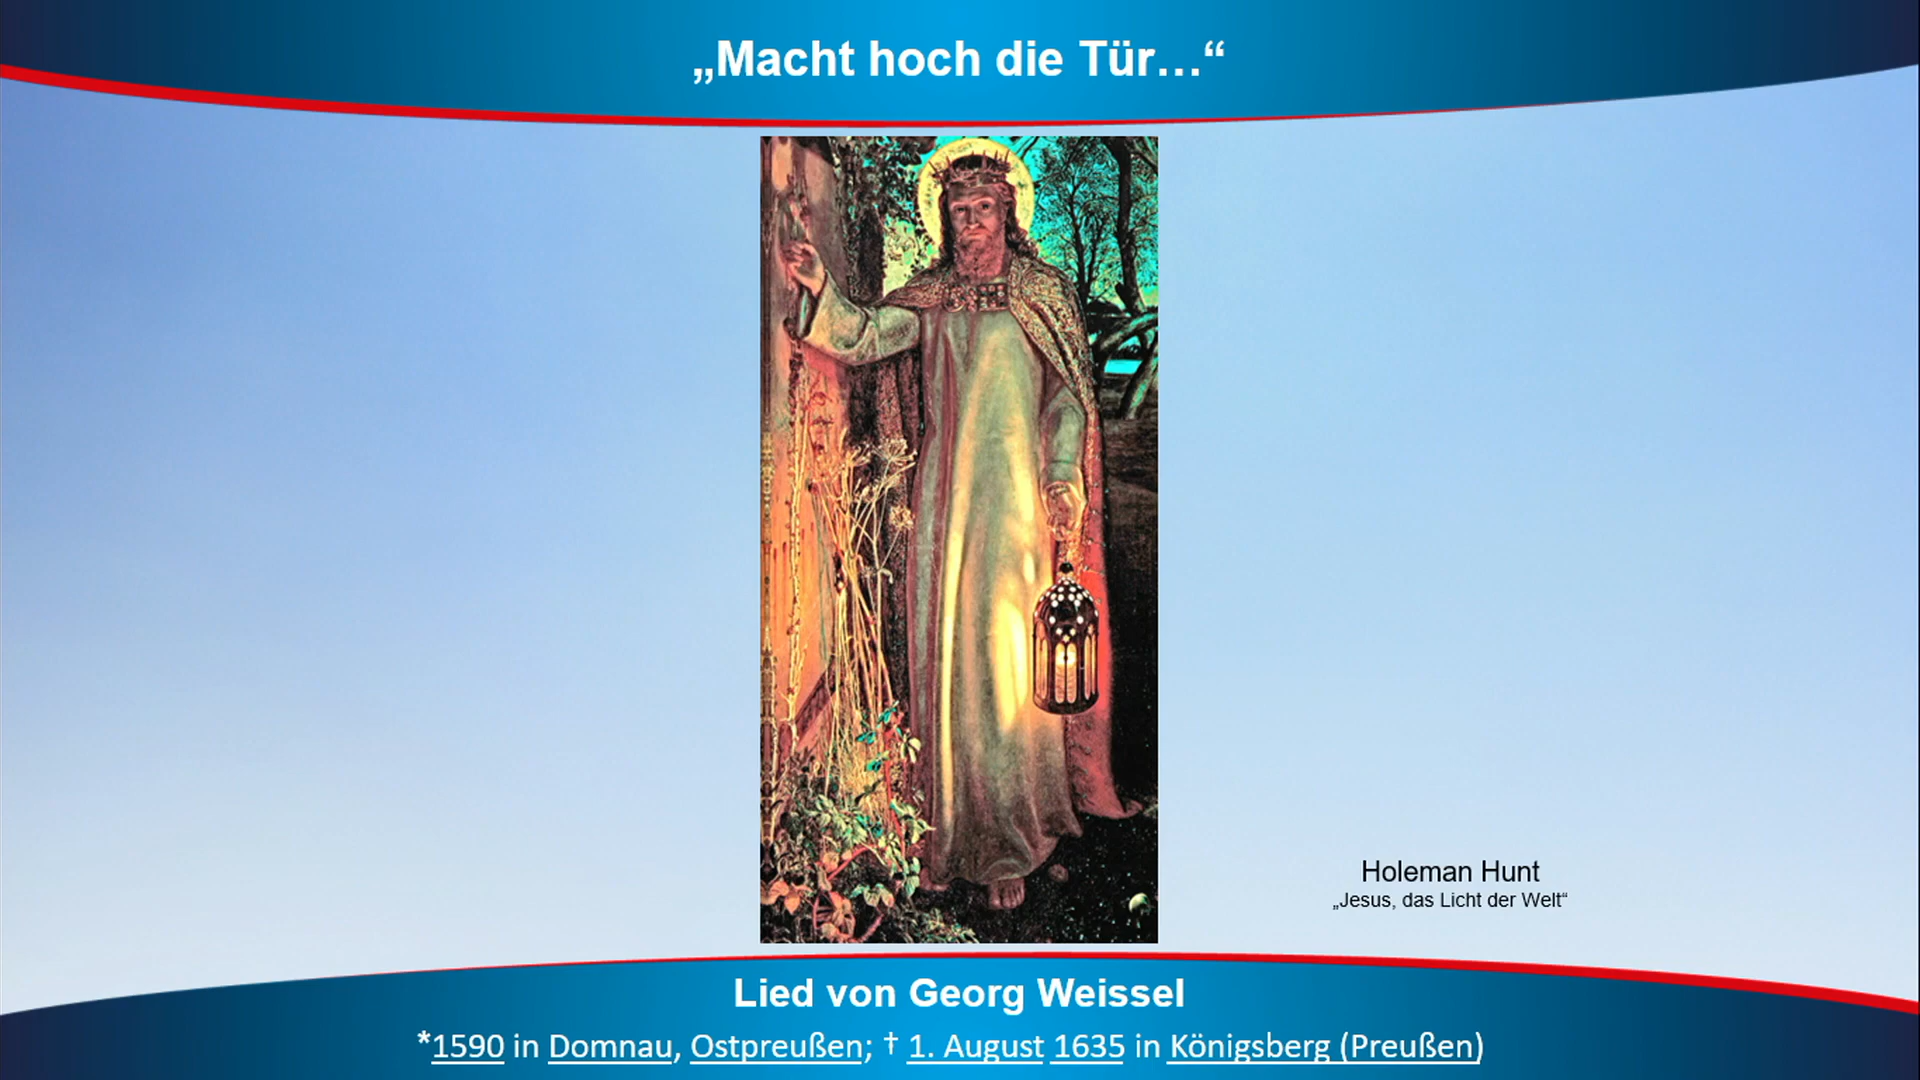 „Macht hoch die Tür…“
Holeman Hunt
„Jesus, das Licht der Welt“
Lied von Georg Weissel
*1590 in Domnau, Ostpreußen; † 1. August 1635 in Königsberg (Preußen)